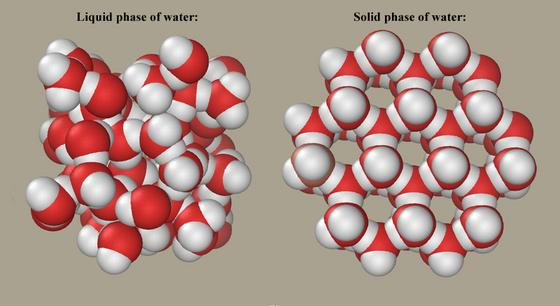 Liquid phase of water:
Solid phase of water: